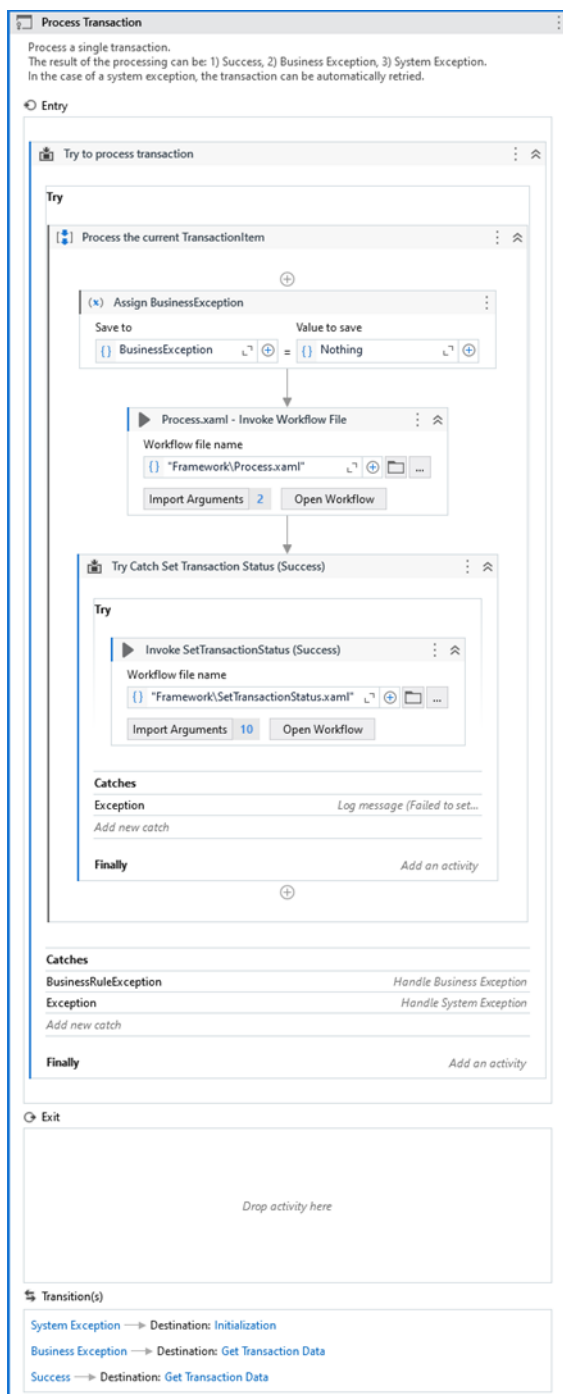 Process Transaction
Process a single transaction.
The result of the processing can be: 1) Success, 2) Business Exception, 3) System Exception.
In the case of a system exception, the transaction can be automatically retried.
Entry
Try to process transaction
Try
Process the current TransactionItem
(x) Assign BusinessException
Save to Value to save
{} BusinessException = {} Nothing
Process.xaml - Invoke Workflow File
Workflow file name
{} "Framework\Process.xaml" ...
Import Arguments 2 Open Workflow
Try Catch Set Transaction Status (Success)
Try
Invoke SetTransactionStatus (Success)
Workflow file name
{} "Framework\SetTransactionStatus.xaml" ...
Import Arguments 10 Open Workflow
Catches
Exception Log message (Failed to set...
Add new catch
Finally Add an activity
Catches
BusinessRuleException Handle Business Exception
Exception Handle System Exception
Add new catch
Finally Add an activity
Exit
Drop activity here
Transition(s)
System Exception Destination: Initialization
Business Exception Destination: Get Transaction Data
Success Destination: Get Transaction Data